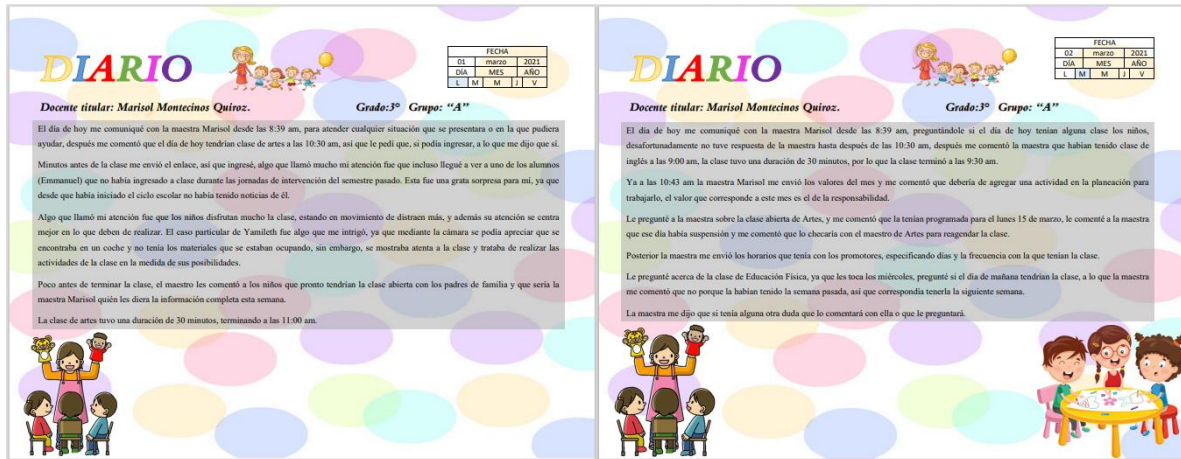 DIARIO
FECHA
01 marzo 2021
DÍA MES AÑO
L M M J V
Docente titular: Marisol Montecinos Quiroz. Grado:3° Grupo: “A”
El día de hoy me comuniqué con la maestra Marisol desde las 8:39 am, para atender cualquier situación que se presentara o en la que pudiera
ayudar, después me comentó que el día de hoy tendrían clase de artes a las 10:30 am, así que le pedí que, si podía ingresar, a lo que me dijo que sí.
Minutos antes de la clase me envió el enlace, así que ingresé, algo que llamó mucho mi atención fue que incluso llegué a ver a uno de los alumnos
(Emmanuel) que no había ingresado a clase durante las jornadas de intervención del semestre pasado. Esta fue una grata sorpresa para mí, ya que
desde que había iniciado el ciclo escolar no había tenido noticias de él.
Algo que llamó mi atención fue que los niños disfrutan mucho la clase, estando en movimiento de distraen más, y además su atención se centra
mejor en lo que deben de realizar. El caso particular de Yamileth fue algo que me intrigó, ya que mediante la cámara se podía apreciar que se
encontraba en un coche y no tenía los materiales que se estaban ocupando, sin embargo, se mostraba atenta a la clase y trataba de realizar las
actividades de la clase en la medida de sus posibilidades.
Poco antes de terminar la clase, el maestro les comentó a los niños que pronto tendrían la clase abierta con los padres de familia y que sería la
maestra Marisol quién les diera la información completa esta semana.
La clase de artes tuvo una duración de 30 minutos, terminando a las 11:00 am.
DIARIO
FECHA
02 marzo 2021
DÍA MES AÑO
L M M J V
Docente titular: Marisol Montecinos Quiroz. Grado:3° Grupo: “A”
El día de hoy me comuniqué con la maestra Marisol desde las 8:39 am, preguntándole si el día de hoy tenían alguna clase los niños,
desafortunadamente no tuve respuesta de la maestra hasta después de las 10:30 am, después me comentó la maestra que habían tenido clase de
inglés a las 9:00 am, la clase tuvo una duración de 30 minutos, por lo que la clase terminó a las 9:30 am.
Ya a las 10:43 am la maestra Marisol me envió los valores del mes y me comentó que debería de agregar una actividad en la planeación para
trabajarlo, el valor que corresponde a este mes es el de la responsabilidad.
Le pregunté a la maestra sobre la clase abierta de Artes, y me comentó que la tenían programada para el lunes 15 de marzo, le comenté a la maestra
que ese día había suspensión y me comentó que lo checaría con el maestro de Artes para reagendar la clase.
Posterior la maestra me envió los horarios que tenía con los promotores, especificando días y la frecuencia con la que tenían la clase.
Le pregunté acerca de la clase de Educación Física, ya que les toca los miércoles, pregunté si el día de mañana tendrían la clase, a lo que la maestra
me comentó que no porque la habían tenido la semana pasada, así que correspondía tenerla la siguiente semana.
La maestra me dijo que si tenía alguna otra duda que lo comentará con ella o que le preguntará.